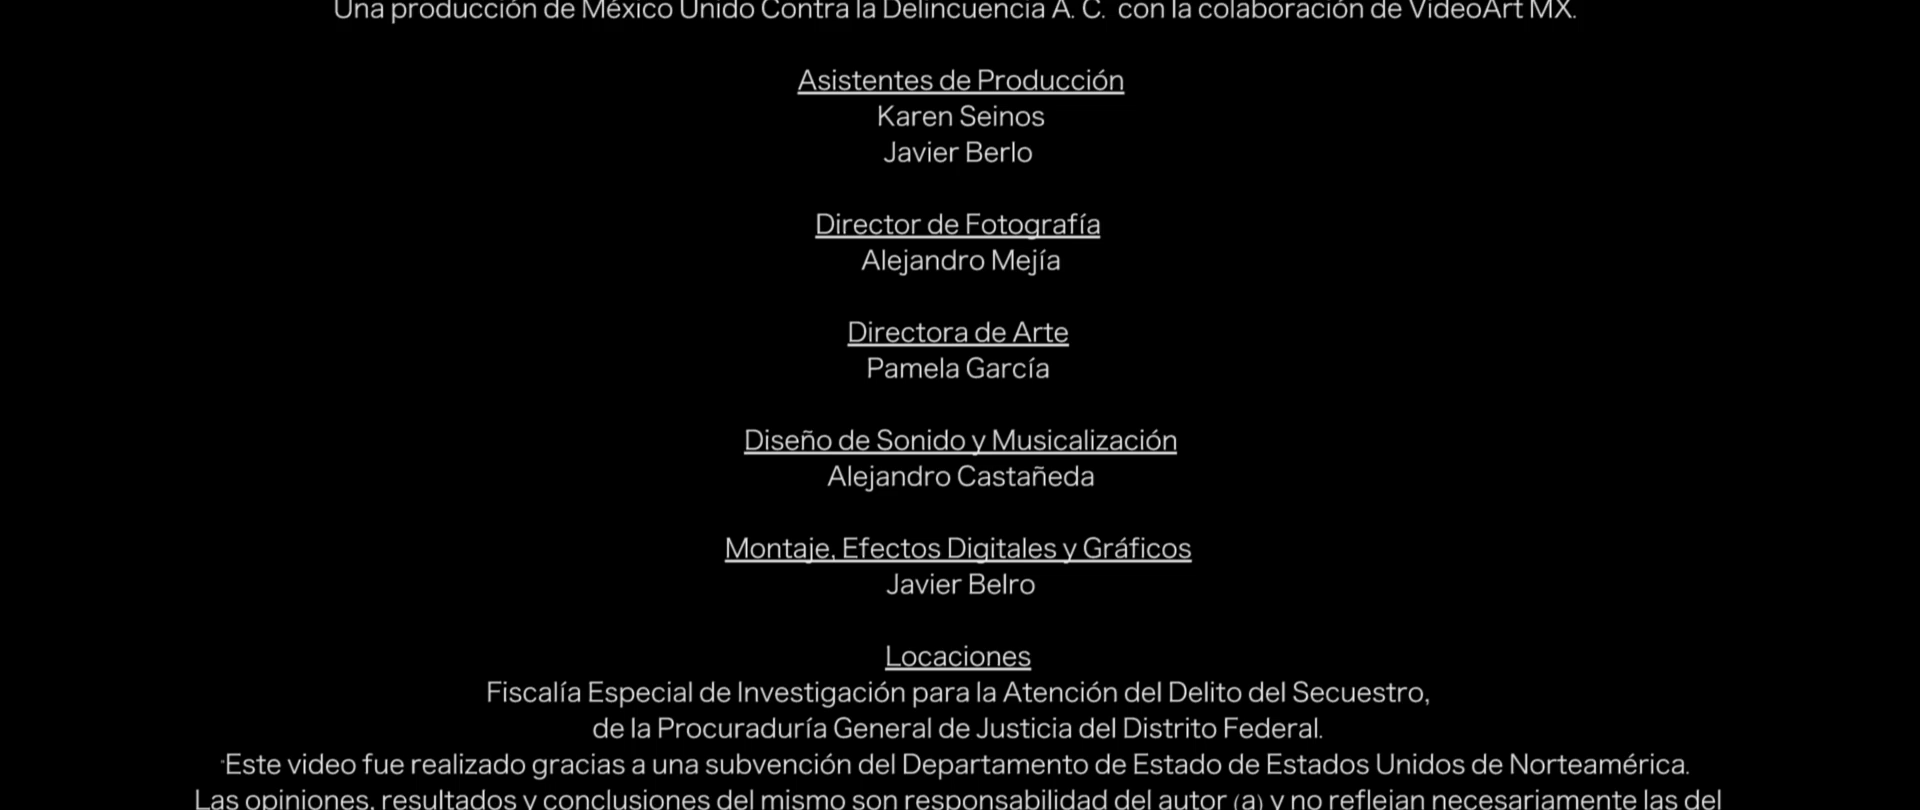 Una producción de México Unido Contra la Delincuencia A. C. con la colaboración de VideoArt MX.
Asistentes de Producción
Karen Seinos
Javier Berlo
Director de Fotografía
Alejandro Mejía
Directora de Arte
Pamela García
Diseño de Sonido y Musicalización
Alejandro Castañeda
Montaje, Efectos Digitales y Gráficos
Javier Belro
Locaciones
Fiscalía Especial de Investigación para la Atención del Delito del Secuestro,
de la Procuraduría General de Justicia del Distrito Federal.
"Este video fue realizado gracias a una subvención del Departamento de Estado de Estados Unidos de Norteamérica.
Las opiniones, resultados y conclusiones del mismo son responsabilidad del autor (a) y no reflejan necesariamente las del